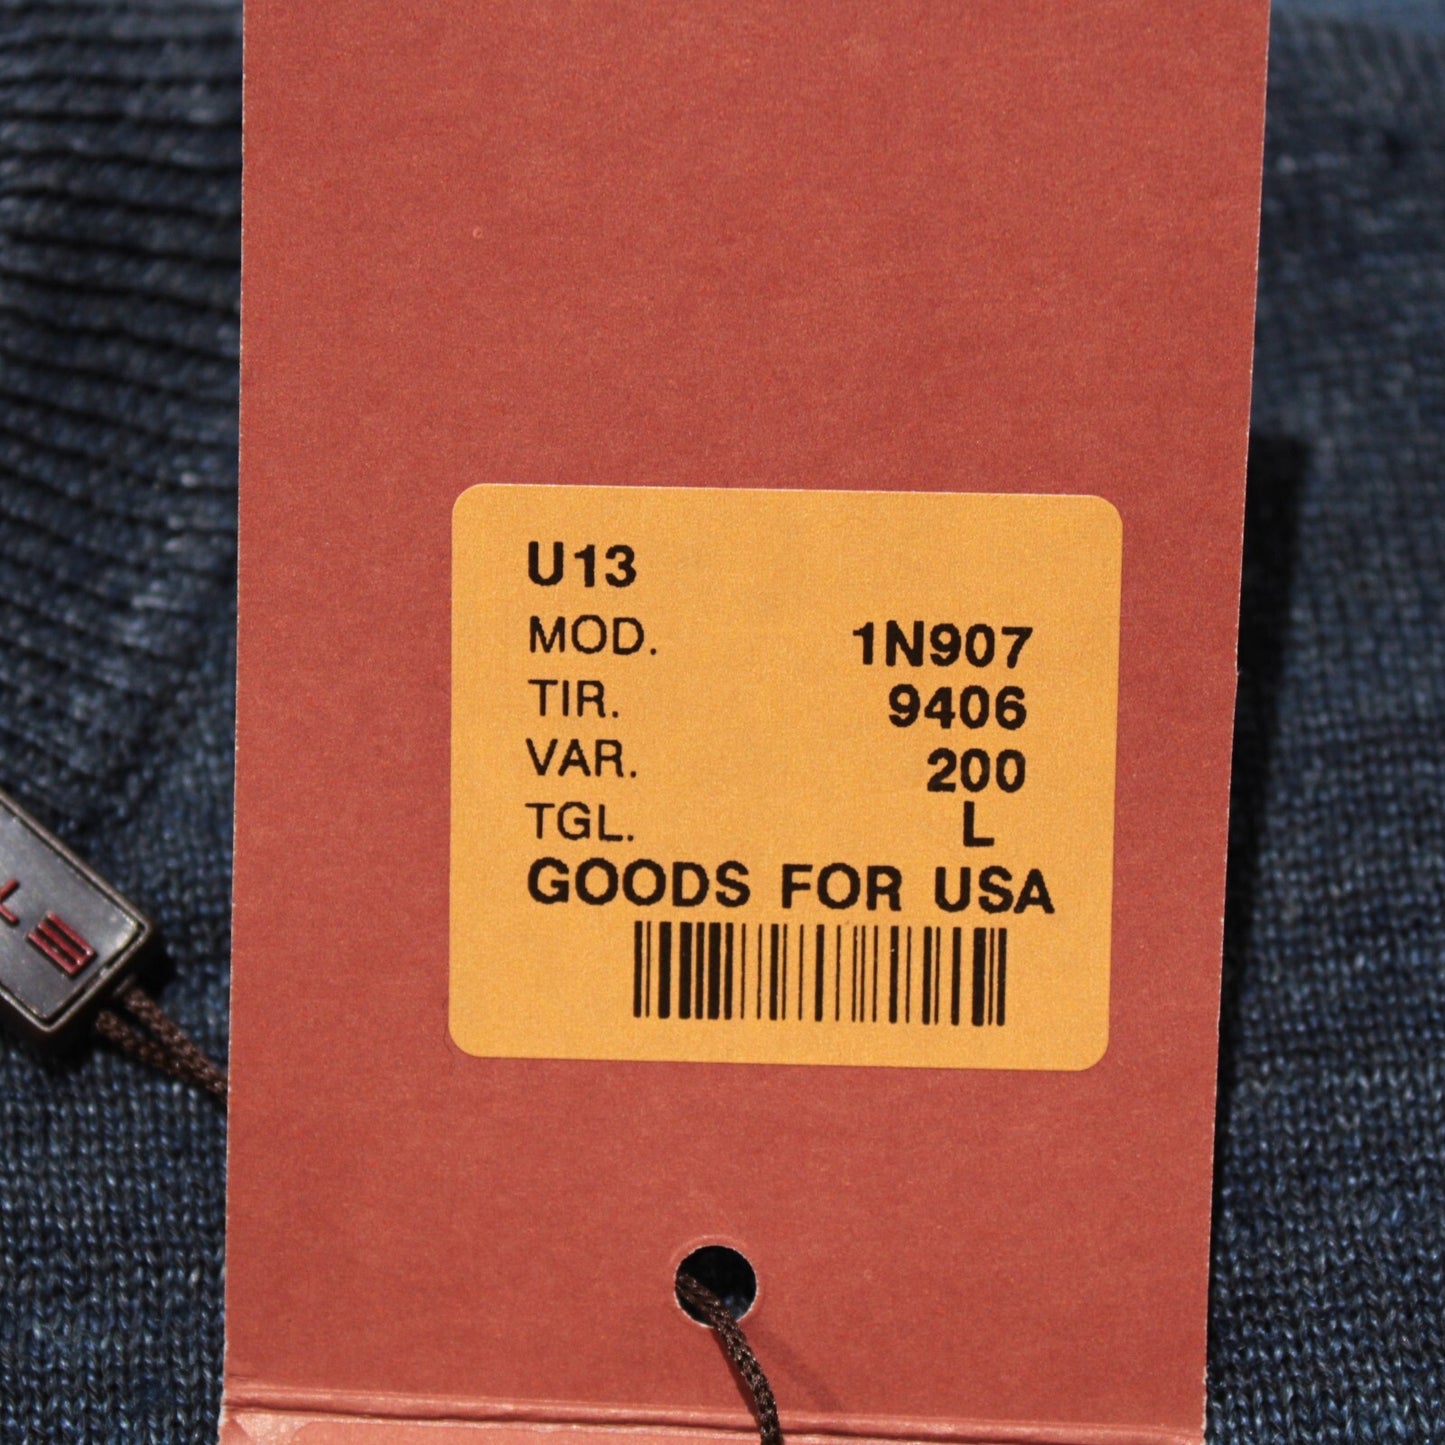 U13
MOD. 1N907
TIR. 9406
VAR. 200
TGL. L
GOODS FOR USA